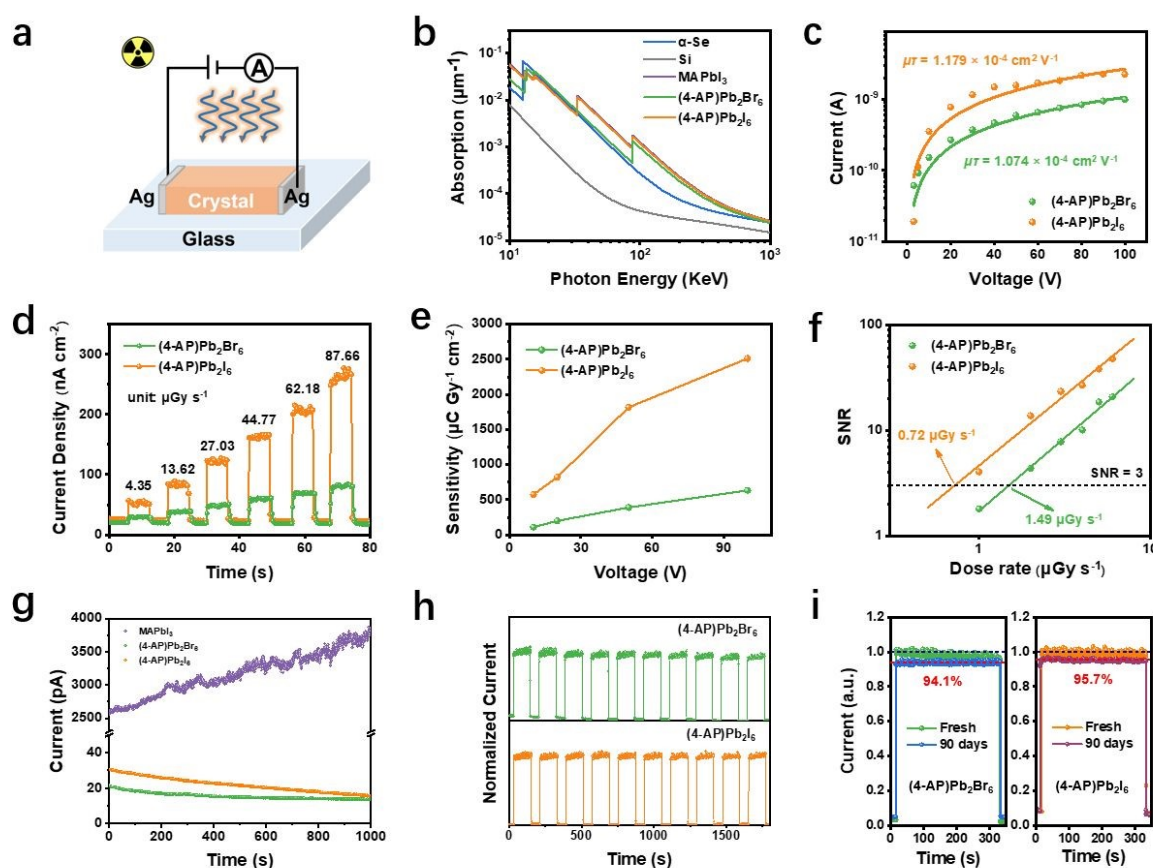 a
A
Ag
Crystal
Ag
Glass
b
α-Se
Si
MAPbI₃
(4-AP)Pb₂Br₆
(4-AP)Pb₂I₆
10⁻¹
10⁻²
10⁻³
10⁻⁴
10⁻⁵
Absorption (µm⁻¹)
10¹ 10² 10³
Photon Energy (KeV)
c
µτ = 1.179 × 10⁻⁴ cm² V⁻¹
µτ = 1.074 × 10⁻⁴ cm² V⁻¹
(4-AP)Pb₂Br₆
(4-AP)Pb₂I₆
10⁻⁹
10⁻¹⁰
10⁻¹¹
Current (A)
0 20 40 60 80 100
Voltage (V)
d
(4-AP)Pb₂Br₆
(4-AP)Pb₂I₆
unit: µGy s⁻¹
4.35
13.62
27.03
44.77
62.18
87.66
300
200
100
0
Current Density (nA cm⁻²)
0 20 40 60 80
Time (s)
e
(4-AP)Pb₂Br₆
(4-AP)Pb₂I₆
3000
2500
2000
1500
1000
500
0
Sensitivity (µC Gy⁻¹ cm⁻²)
0 20 40 60 80 100
Voltage (V)
f
(4-AP)Pb₂Br₆
(4-AP)Pb₂I₆
0.72 µGy s⁻¹
SNR = 3
1.49 µGy s⁻¹
100
10
1
SNR
1 10
Dose rate (µGy s⁻¹)
g
MAPbI₃
(4-AP)Pb₂Br₆
(4-AP)Pb₂I₆
4000
3500
3000
2500
40
20
0
Current (pA)
0 200 400 600 800 1000
Time (s)
h
(4-AP)Pb₂Br₆
(4-AP)Pb₂I₆
Normalized Current
0 500 1000 1500
Time (s)
i
1.2
1.0
0.8
0.6
0.4
0.2
0.0
Current (a.u.)
94.1%
Fresh
90 days
(4-AP)Pb₂Br₆
0 100 200 300
Time (s)
1.2
1.0
0.8
0.6
0.4
0.2
0.0
95.7%
Fresh
90 days
(4-AP)Pb₂I₆
0 100 200 300
Time (s)